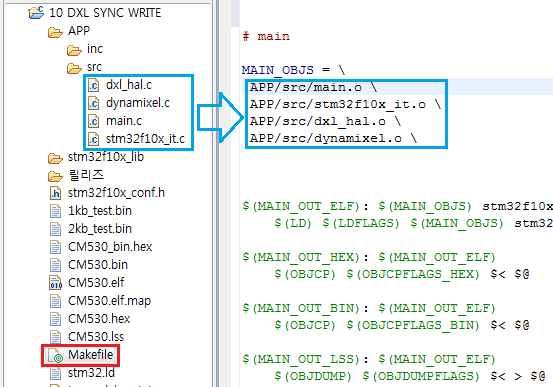 10 DXL SYNC WRITE
APP
inc
src
dxl_hal.c
dynamixel.c
main.c
stm32f10x_it.c
stm32f10x_lib
릴리즈
stm32f10x_conf.h
1kb_test.bin
2kb_test.bin
CM530_bin.hex
CM530.bin
CM530.elf
CM530.elf.map
CM530.hex
CM530.lss
Makefile
stm32.ld
# main
MAIN_OBJS = \
APP/src/main.o \
APP/src/stm32f10x_it.o \
APP/src/dxl_hal.o \
APP/src/dynamixel.o \
$(MAIN_OUT_ELF): $(MAIN_OBJS) stm32f10x
$(LD) $(LDFLAGS) $(MAIN_OBJS) stm32
$(MAIN_OUT_HEX): $(MAIN_OUT_ELF)
$(OBJCP) $(OBJCPFLAGS_HEX) $< $@
$(MAIN_OUT_BIN): $(MAIN_OUT_ELF)
$(OBJCP) $(OBJCPFLAGS_BIN) $< $@
$(MAIN_OUT_LSS): $(MAIN_OUT_ELF)
$(OBJDUMP) $(OBJDUMPFLAGS) $< > $@